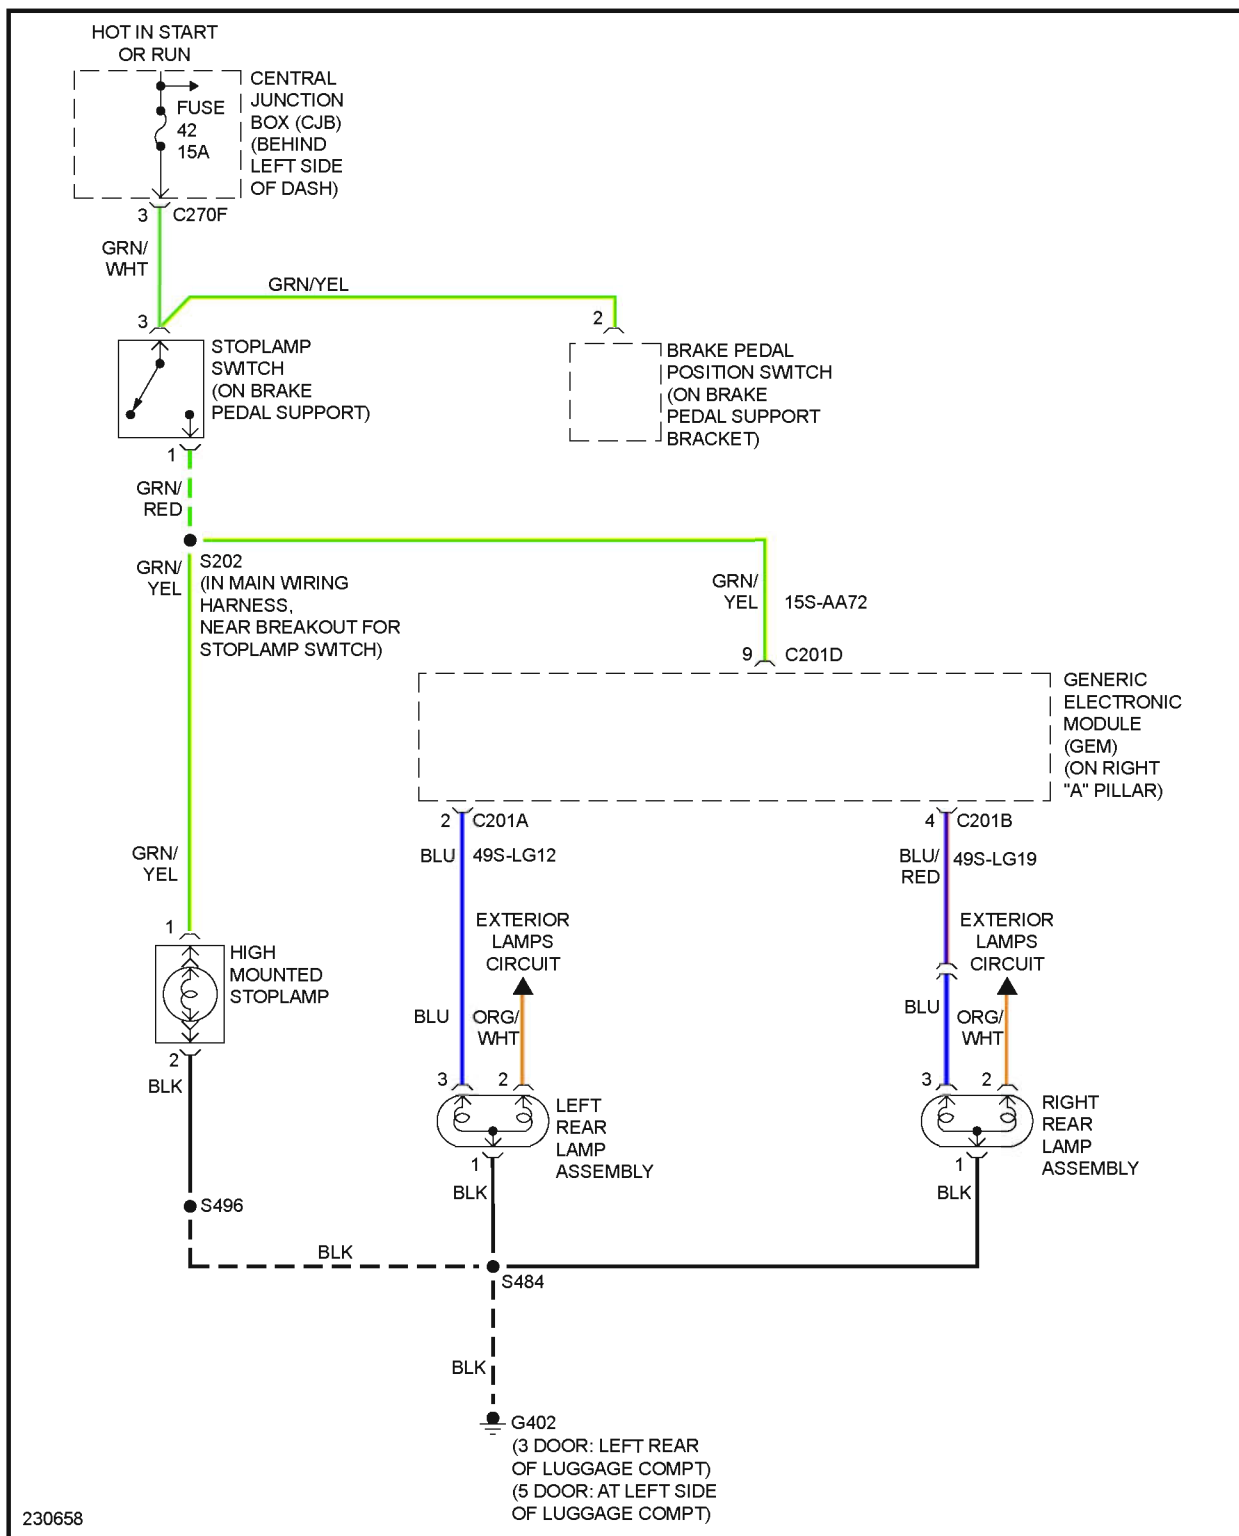 HOT IN START
OR RUN
FUSE
42
15A
CENTRAL
JUNCTION
BOX (CJB)
(BEHIND
LEFT SIDE
OF DASH)
3 C270F
GRN/
WHT
GRN/YEL
3
2
STOPLAMP
SWITCH
(ON BRAKE
PEDAL SUPPORT)
BRAKE PEDAL
POSITION SWITCH
(ON BRAKE
PEDAL SUPPORT
BRACKET)
1
GRN/
RED
S202
(IN MAIN WIRING
HARNESS,
NEAR BREAKOUT FOR
STOPLAMP SWITCH)
GRN/
YEL
GRN/
YEL
15S-AA72
9 C201D
GENERIC
ELECTRONIC
MODULE
(GEM)
(ON RIGHT
"A" PILLAR)
2 C201A
4 C201B
BLU 49S-LG12
BLU/
RED
49S-LG19
GRN/
YEL
1
HIGH
MOUNTED
STOPLAMP
2
BLK
EXTERIOR
LAMPS
CIRCUIT
EXTERIOR
LAMPS
CIRCUIT
BLU
ORG/
WHT
BLU
ORG/
WHT
3 2
3 2
LEFT
REAR
LAMP
ASSEMBLY
RIGHT
REAR
LAMP
ASSEMBLY
1
BLK
1
BLK
S496
BLK
S484
BLK
G402
(3 DOOR: LEFT REAR
OF LUGGAGE COMPT)
(5 DOOR: AT LEFT SIDE
OF LUGGAGE COMPT)
230658